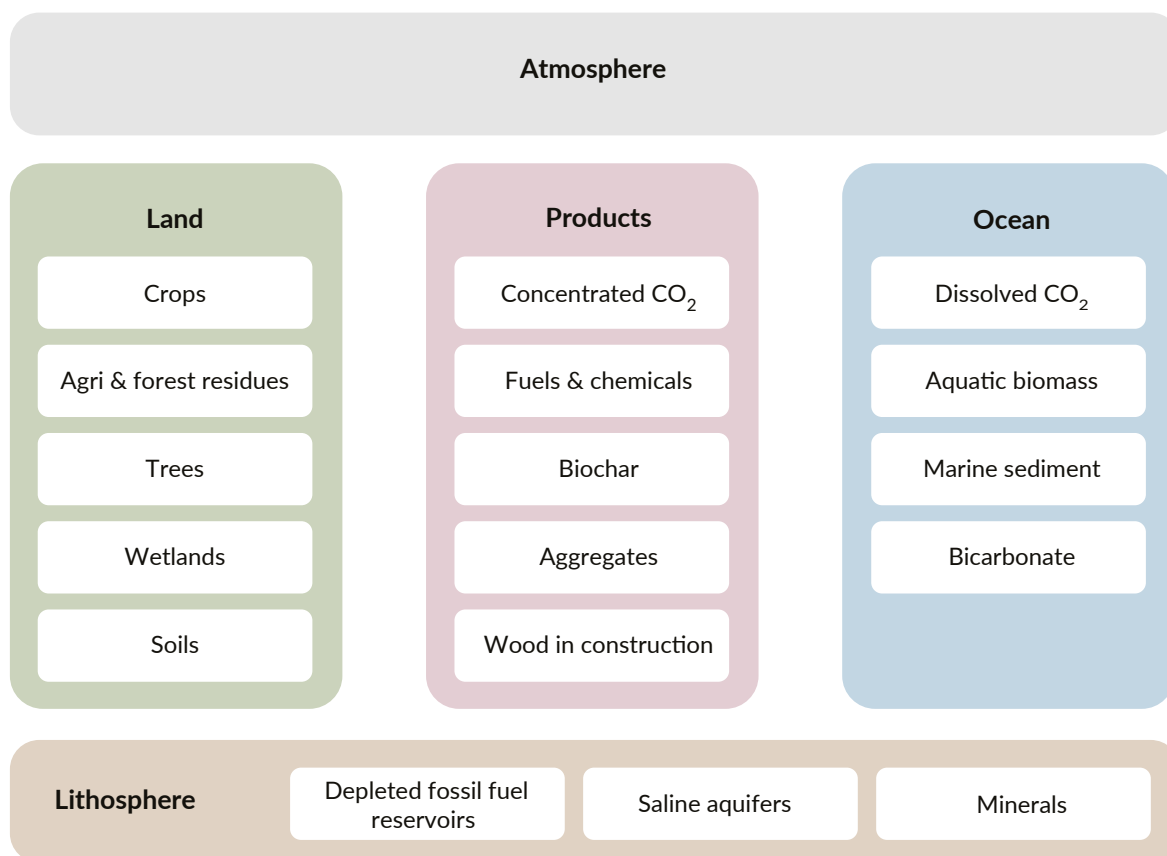 Atmosphere
Land
Crops
Agri & forest residues
Trees
Wetlands
Soils
Products
Concentrated CO₂
Fuels & chemicals
Biochar
Aggregates
Wood in construction
Ocean
Dissolved CO₂
Aquatic biomass
Marine sediment
Bicarbonate
Lithosphere
Depleted fossil fuel
reservoirs
Saline aquifers
Minerals